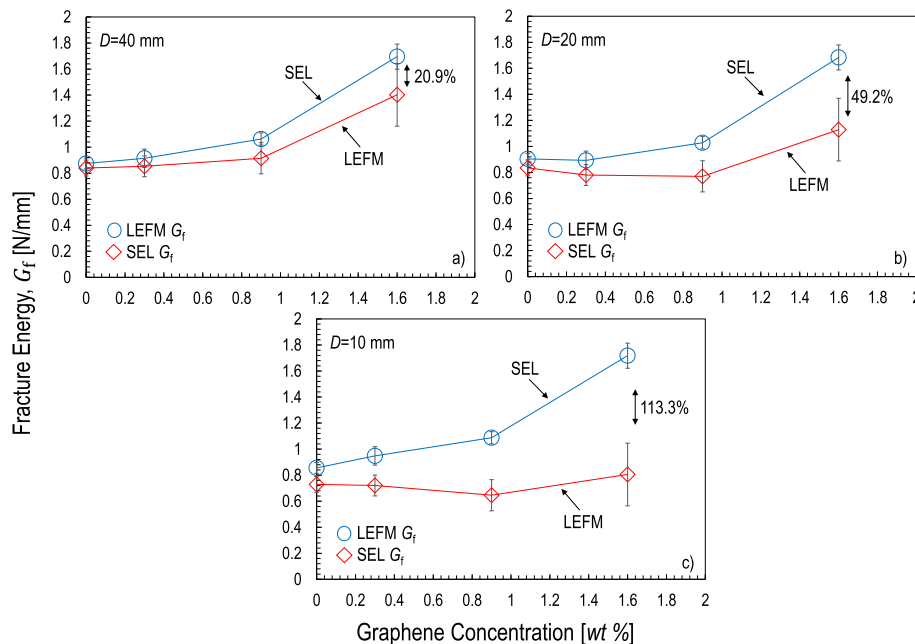 Fracture Energy, Gf [N/mm]
2
1.8
1.6
1.4
1.2
1
0.8
0.6
0.4
0.2
0
D=40 mm
SEL
20.9%
LEFM
LEFM Gf
SEL Gf
a)
0 0.2 0.4 0.6 0.8 1.0 1.2 1.4 1.6 1.8 2
2
1.8
1.6
1.4
1.2
1
0.8
0.6
0.4
0.2
0
D=20 mm
SEL
49.2%
LEFM
LEFM Gf
SEL Gf
b)
0 0.2 0.4 0.6 0.8 1.0 1.2 1.4 1.6 1.8 2
2
1.8
1.6
1.4
1.2
1
0.8
0.6
0.4
0.2
0
D=10 mm
SEL
113.3%
LEFM
LEFM Gf
SEL Gf
c)
0 0.2 0.4 0.6 0.8 1.0 1.2 1.4 1.6 1.8 2
Graphene Concentration [wt %]